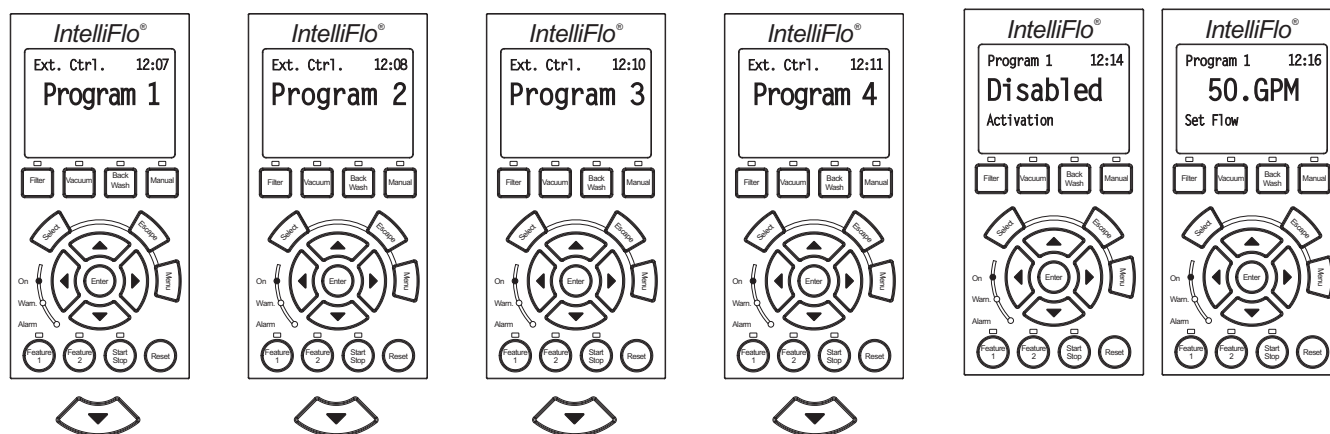 IntelliFlo®
Ext. Ctrl. 12:07
Program 1
Filter Vacuum Back Wash Manual
Select Escape Menu
Enter
On
Warn.
Alarm
Feature 1 Feature 2 Start Stop Reset
IntelliFlo®
Ext. Ctrl. 12:08
Program 2
Filter Vacuum Back Wash Manual
Select Escape Menu
Enter
On
Warn.
Alarm
Feature 1 Feature 2 Start Stop Reset
IntelliFlo®
Ext. Ctrl. 12:10
Program 3
Filter Vacuum Back Wash Manual
Select Escape Menu
Enter
On
Warn.
Alarm
Feature 1 Feature 2 Start Stop Reset
IntelliFlo®
Ext. Ctrl. 12:11
Program 4
Filter Vacuum Back Wash Manual
Select Escape Menu
Enter
On
Warn.
Alarm
Feature 1 Feature 2 Start Stop Reset
IntelliFlo®
Program 1 12:14
Disabled
Activation
Filter Vacuum Back Wash Manual
Select Escape Menu
Enter
On
Warn.
Alarm
Feature 1 Feature 2 Start Stop Reset
IntelliFlo®
Program 1 12:16
50.GPM
Set Flow
Filter Vacuum Back Wash Manual
Select Escape Menu
Enter
On
Warn.
Alarm
Feature 1 Feature 2 Start Stop Reset